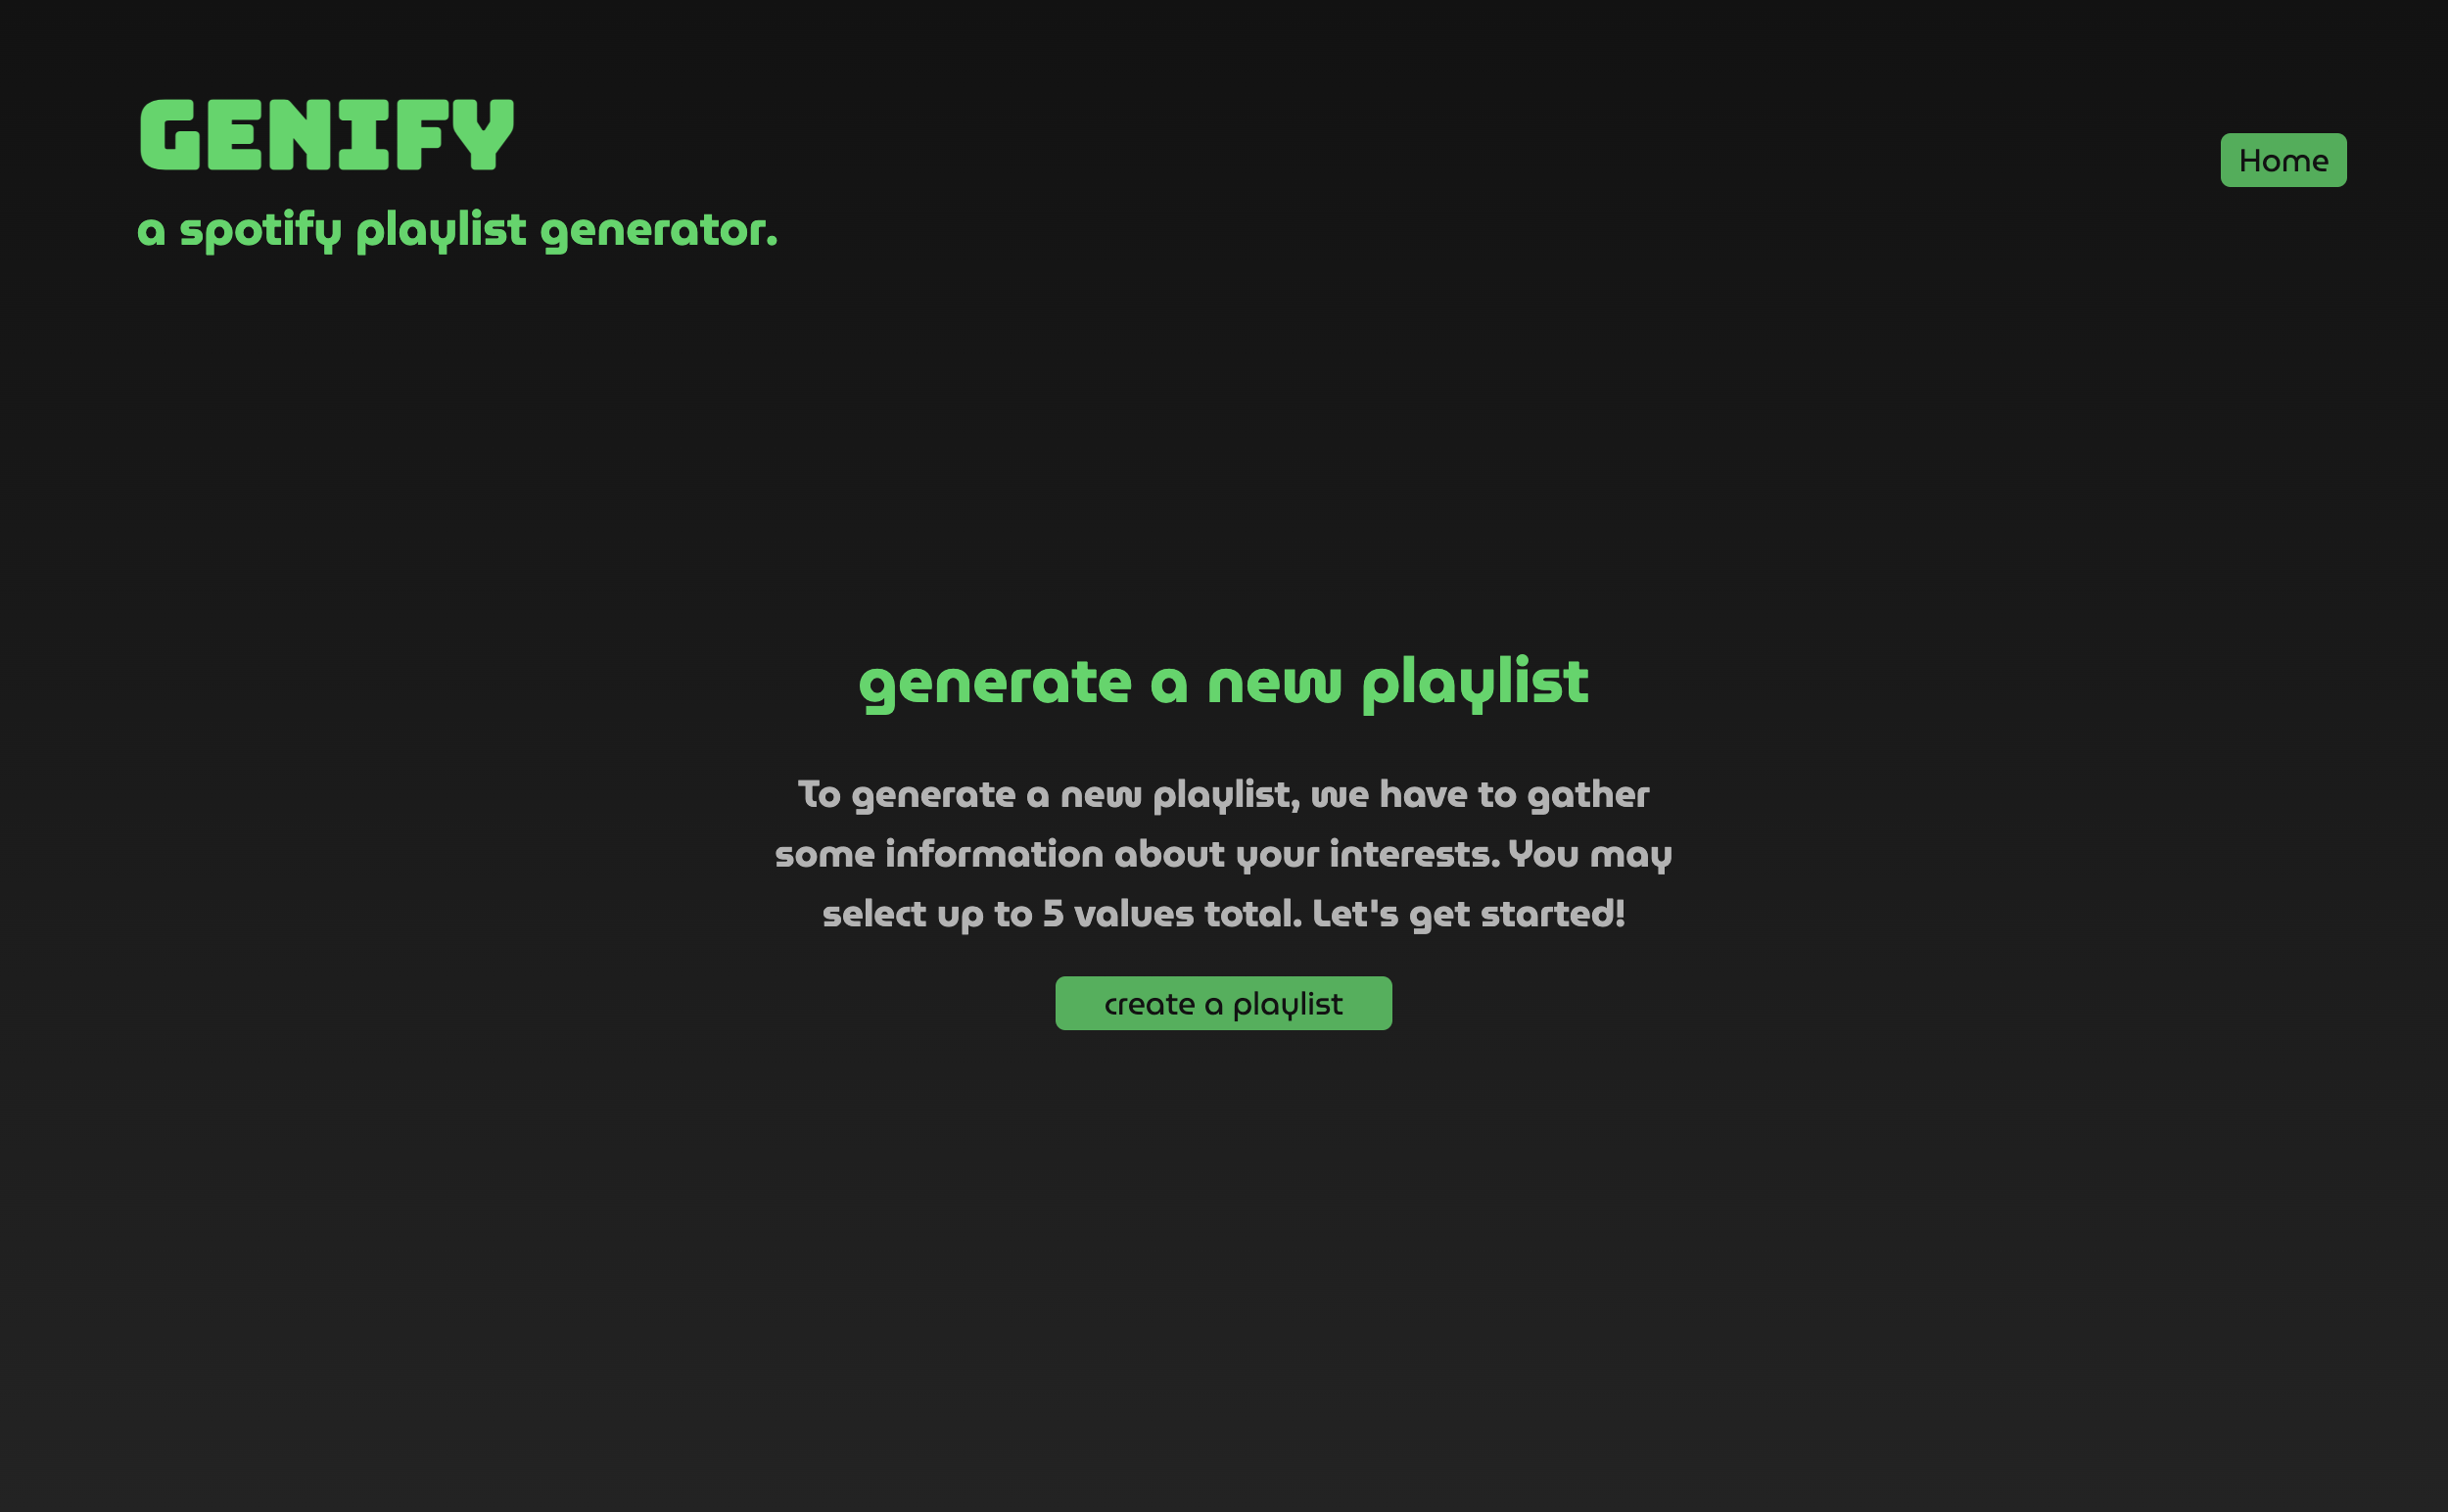 GENIFY
a spotify playlist generator.
Home
generate a new playlist
To generate a new playlist, we have to gather
some information about your interests. You may
select up to 5 values total. Let's get started!
create a playlist